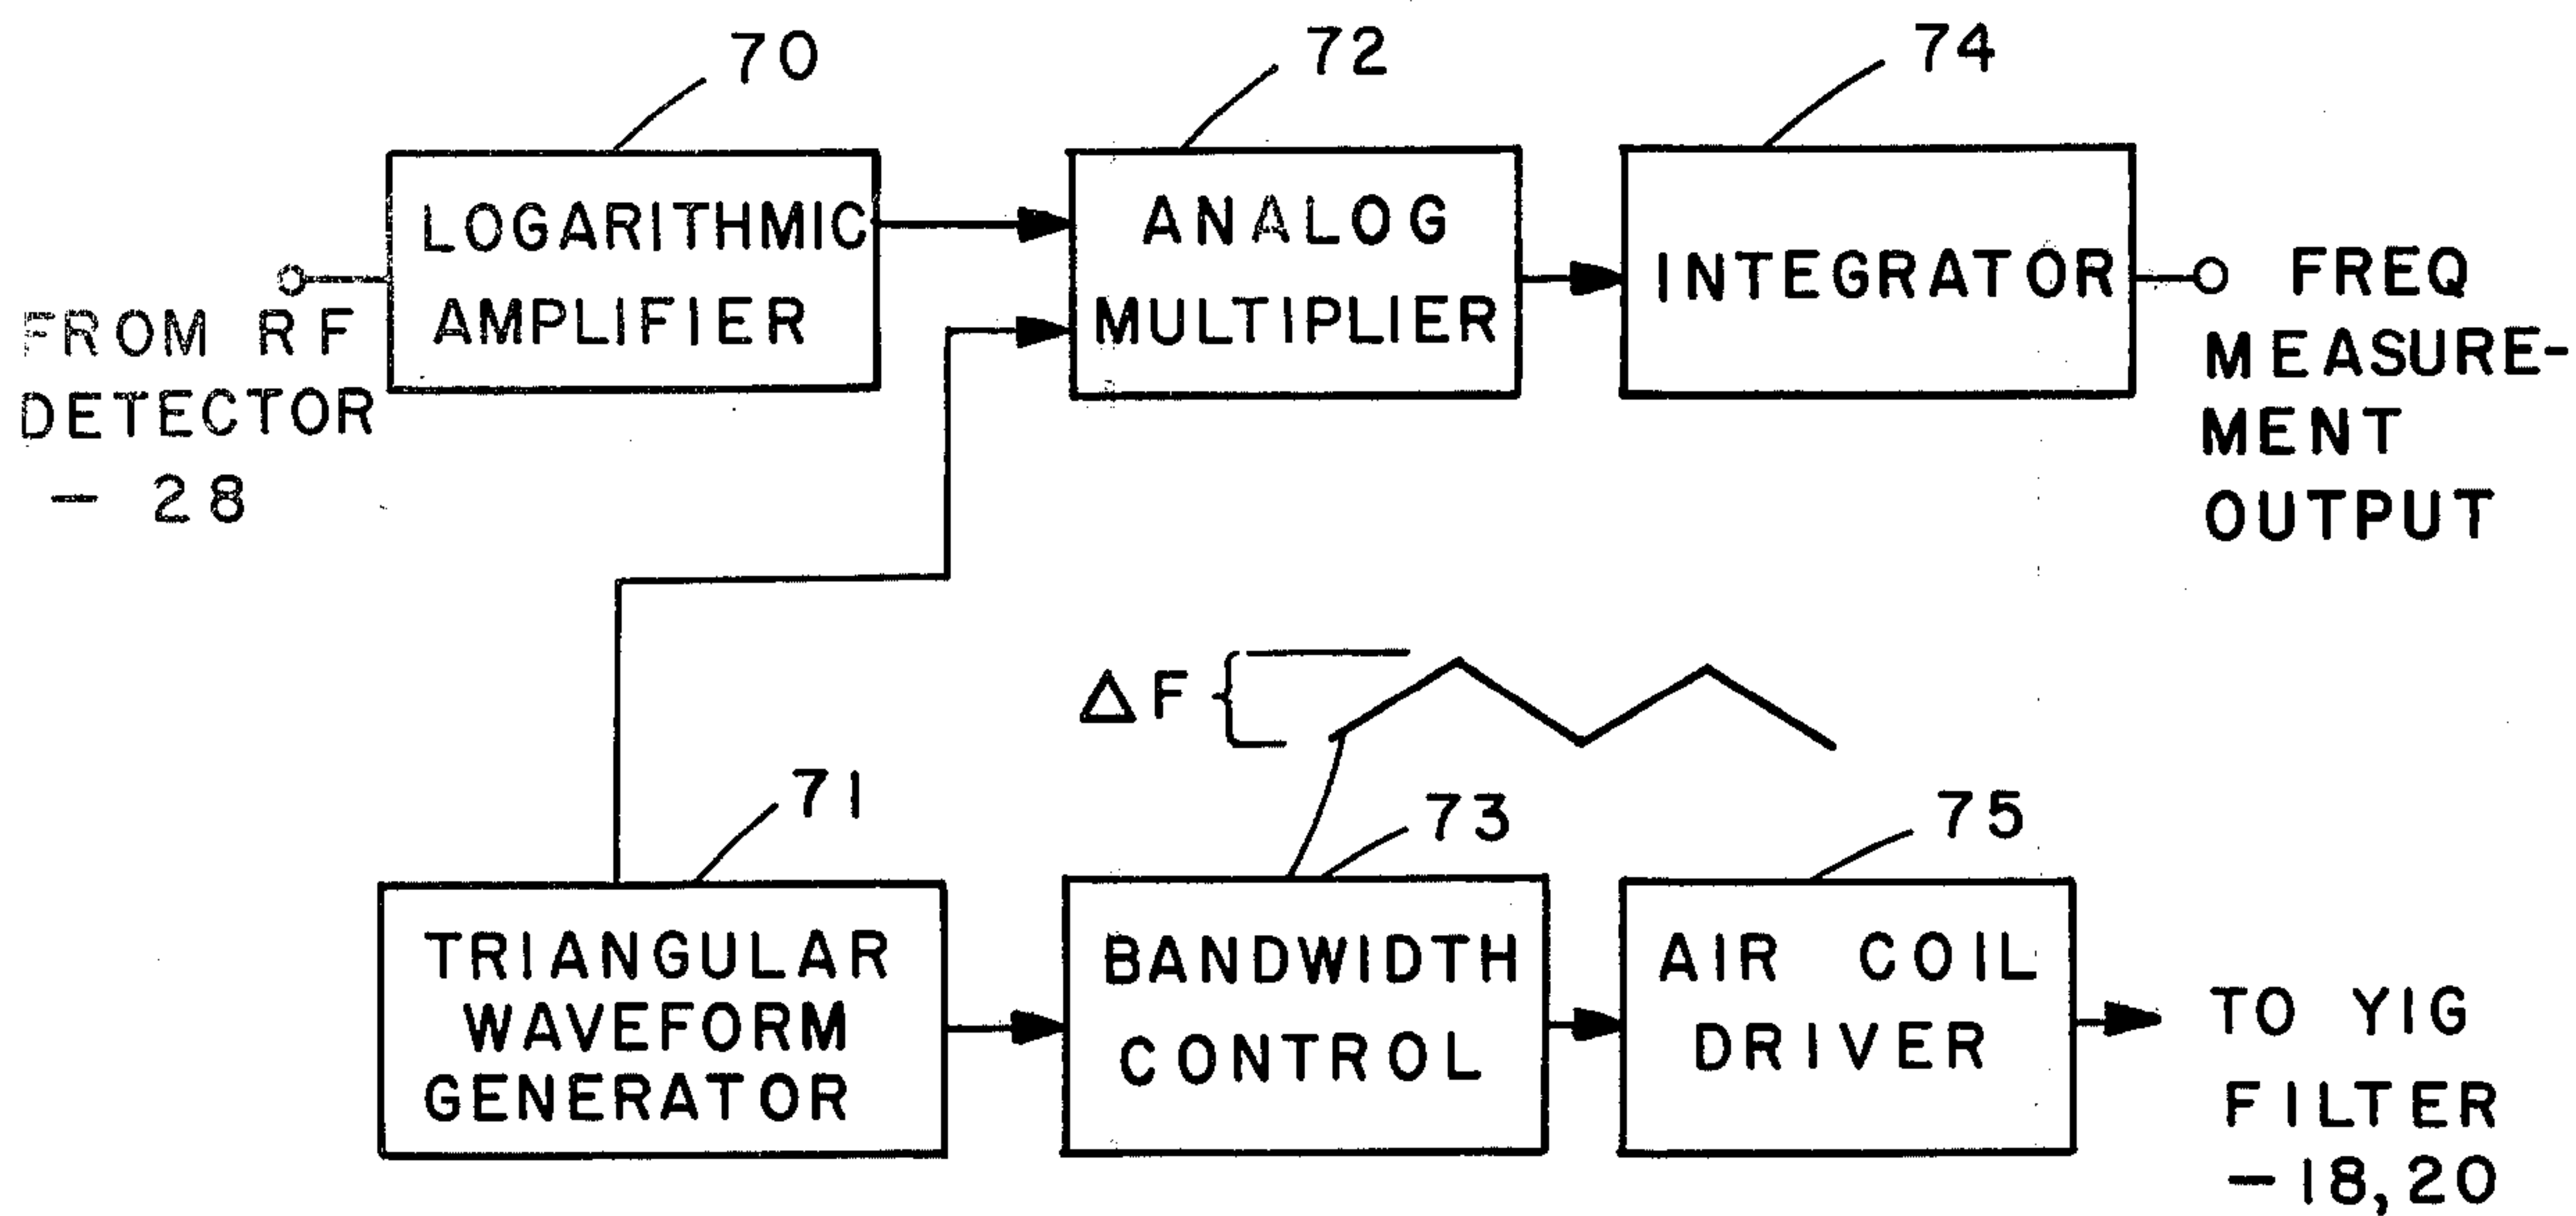 70
72
74
LOGARITHMIC
AMPLIFIER
ANALOG
MULTIPLIER
INTEGRATOR
FROM RF
DETECTOR
- 28
FREQ
MEASURE-
MENT
OUTPUT
ΔF
71
73
75
TRIANGULAR
WAVEFORM
GENERATOR
BANDWIDTH
CONTROL
AIR COIL
DRIVER
TO YIG
FILTER
-18,20